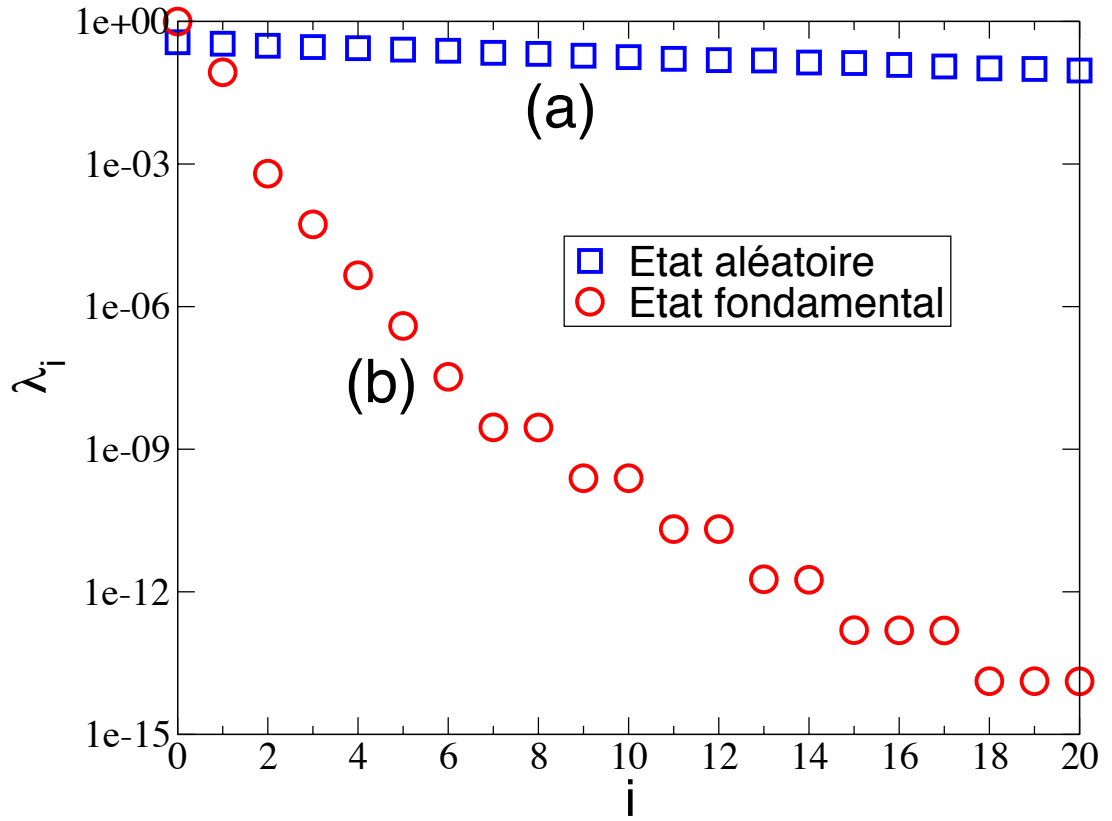 1e+00
(a)
1e-03
Etat aléatoire
Etat fondamental
1e-06
λi
(b)
1e-09
1e-12
1e-15
0 2 4 6 8 10 12 14 16 18 20
i